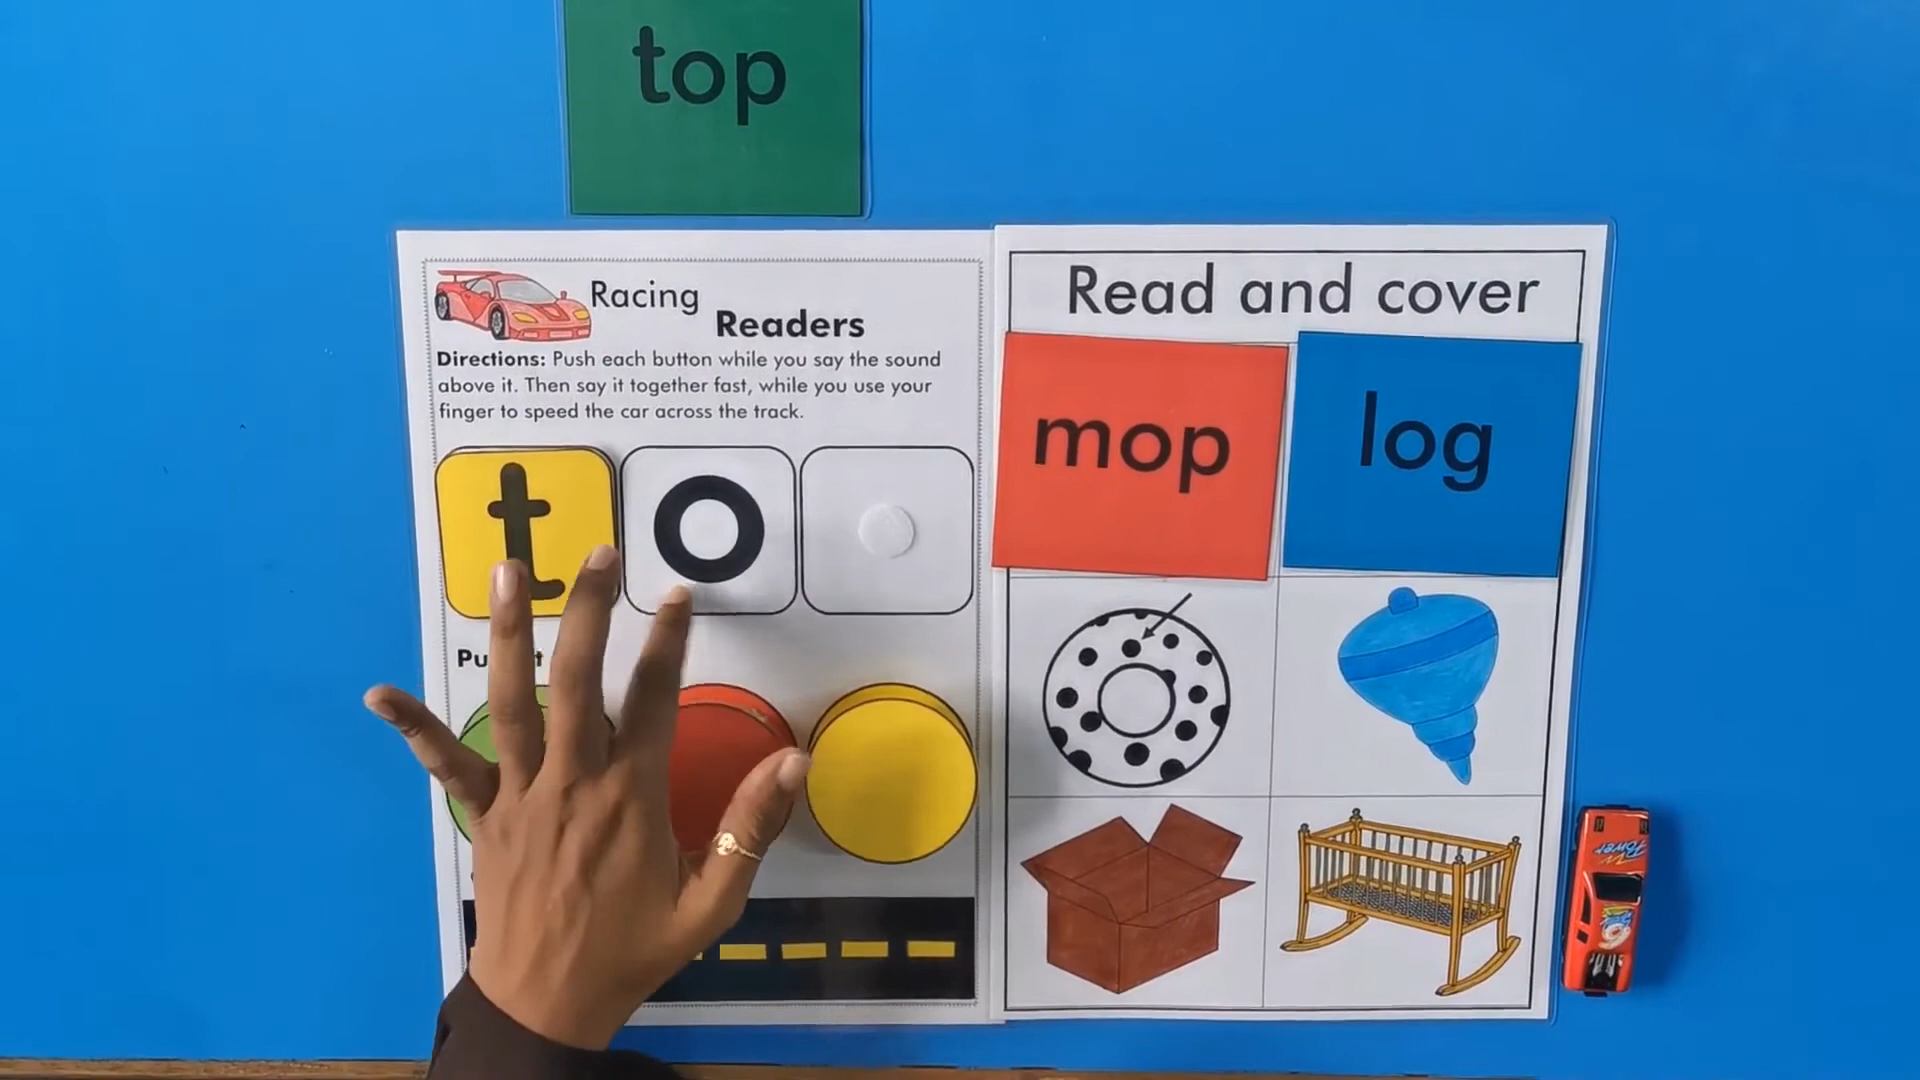 top
Racing
Readers
Directions: Push each button while you say the sound
above it. Then say it together fast, while you use your
finger to speed the car across the track.
t o
Read and cover
mop log
Power